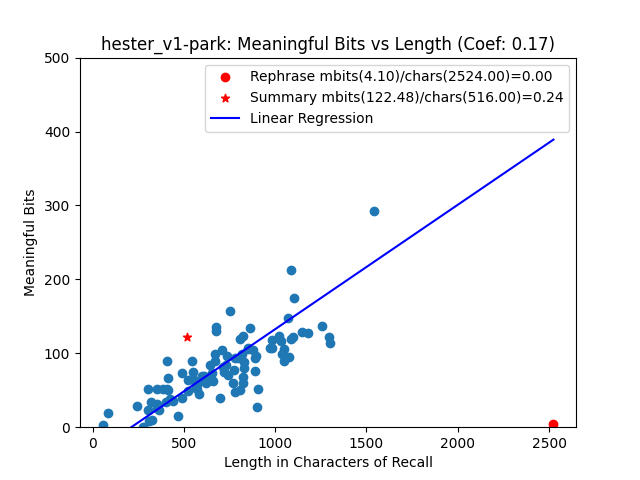 hester_v1-park: Meaningful Bits vs Length (Coef: 0.17)
Rephrase mbits(4.10)/chars(2524.00)=0.00
Summary mbits(122.48)/chars(516.00)=0.24
Linear Regression
Meaningful Bits
500
400
300
200
100
0
0 500 1000 1500 2000 2500
Length in Characters of Recall